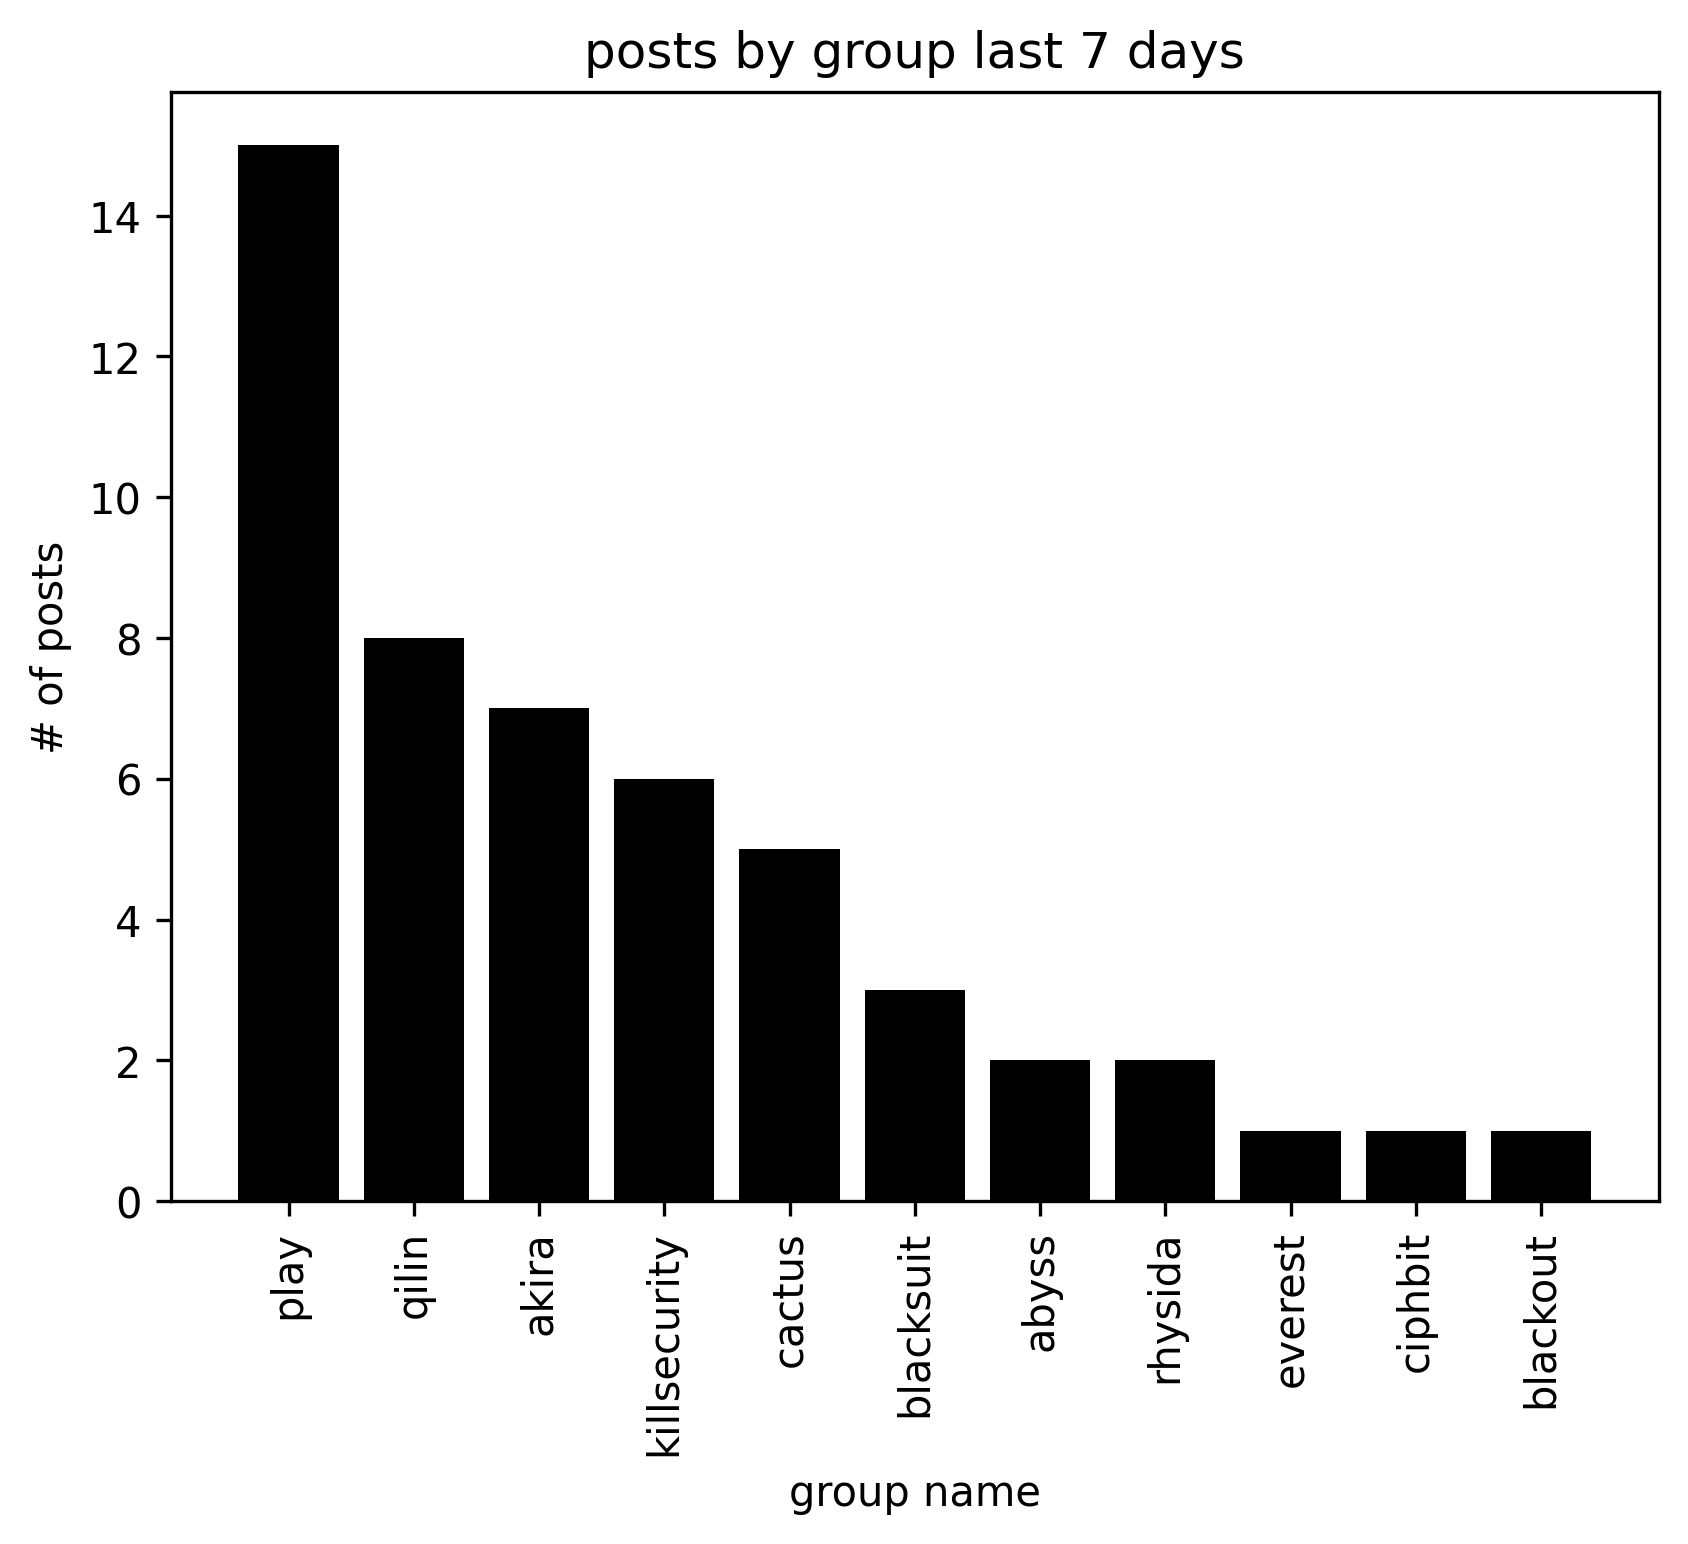 posts by group last 7 days
# of posts
14
12
10
8
6
4
2
0
play
qilin
akira
killsecurity
cactus
blacksuit
abyss
rhysida
everest
ciphbit
blackout
group name